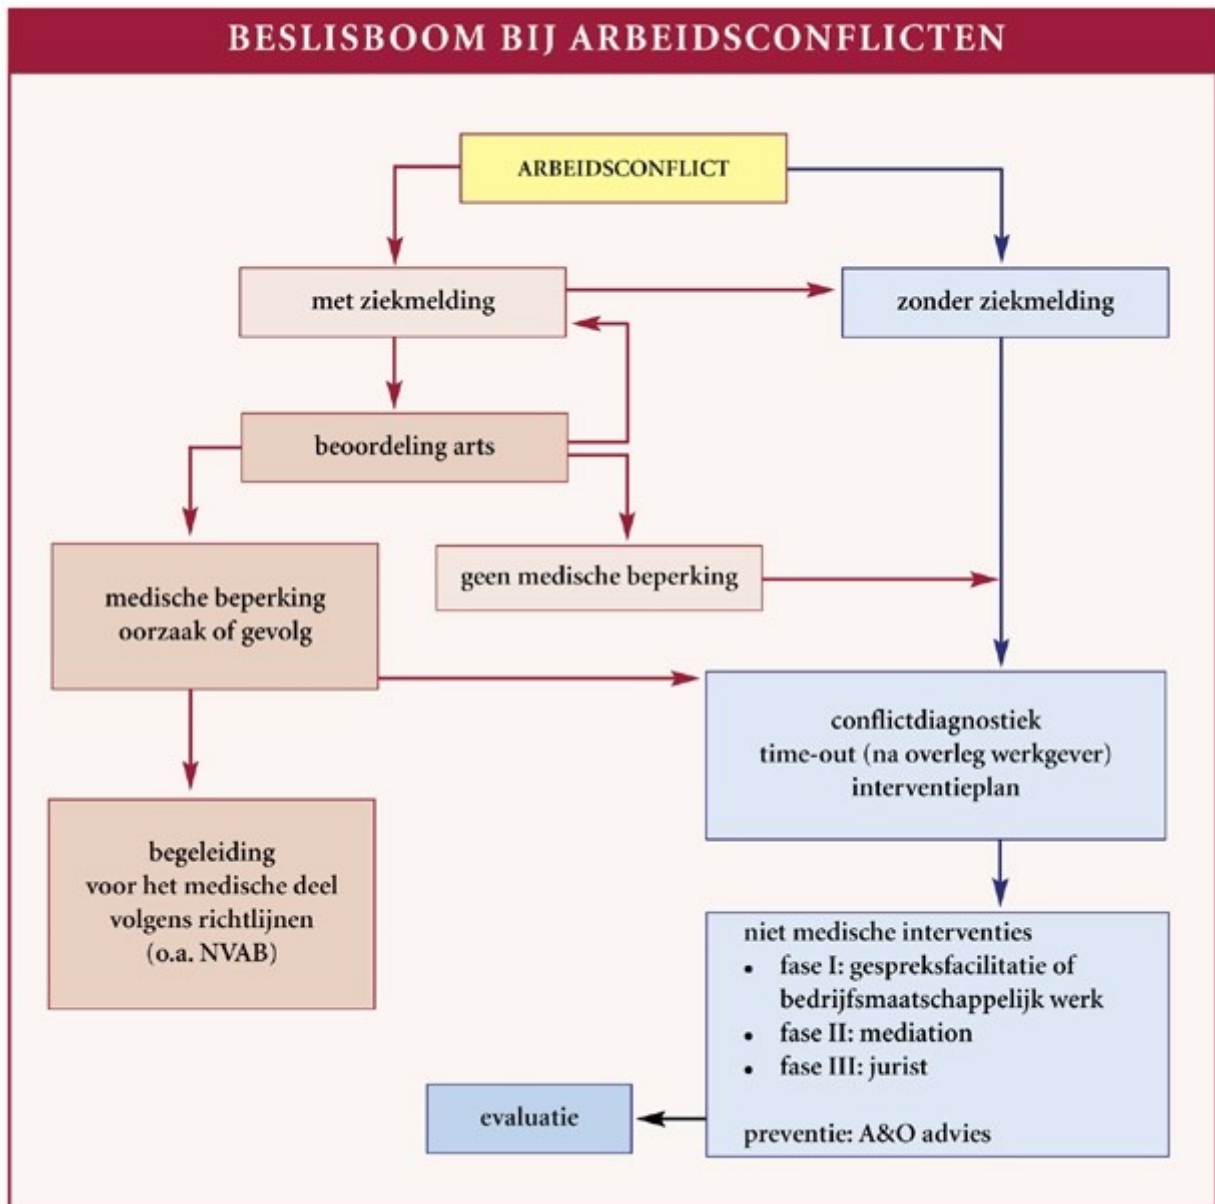 BESLISBOOM BIJ ARBEIDSCONFLICTEN
ARBEIDSCONFLICT
met ziekmelding
zonder ziekmelding
beoordeling arts
geen medische beperking
medische beperking
oorzaak of gevolg
conflictdiagnostiek
time-out (na overleg werkgever)
interventieplan
begeleiding
voor het medische deel
volgens richtlijnen
(o.a. NVAB)
niet medische interventies
• fase I: gespreksfacilitatie of
bedrijfsmaatschappelijk werk
• fase II: mediation
• fase III: jurist
preventie: A&O advies
evaluatie